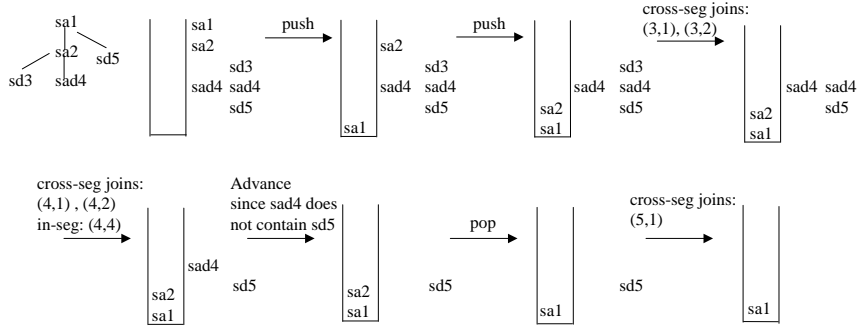 sa1
sa2
sd5
sd3
sad4
sa1
sa2
sd3
sad4
sad4
sd5
push
sa2
sd3
sad4
sad4
sd5
sa1
push
sd3
sad4
sad4
sd5
sa2
sa1
cross-seg joins:
(3,1), (3,2)
sad4
sad4
sd5
sa2
sa1
cross-seg joins:
(4,1) , (4,2)
in-seg: (4,4)
sad4
sd5
sa2
sa1
Advance
since sad4 does
not contain sd5
sd5
sa2
sa1
pop
sd5
sa1
cross-seg joins:
(5,1)
sa1